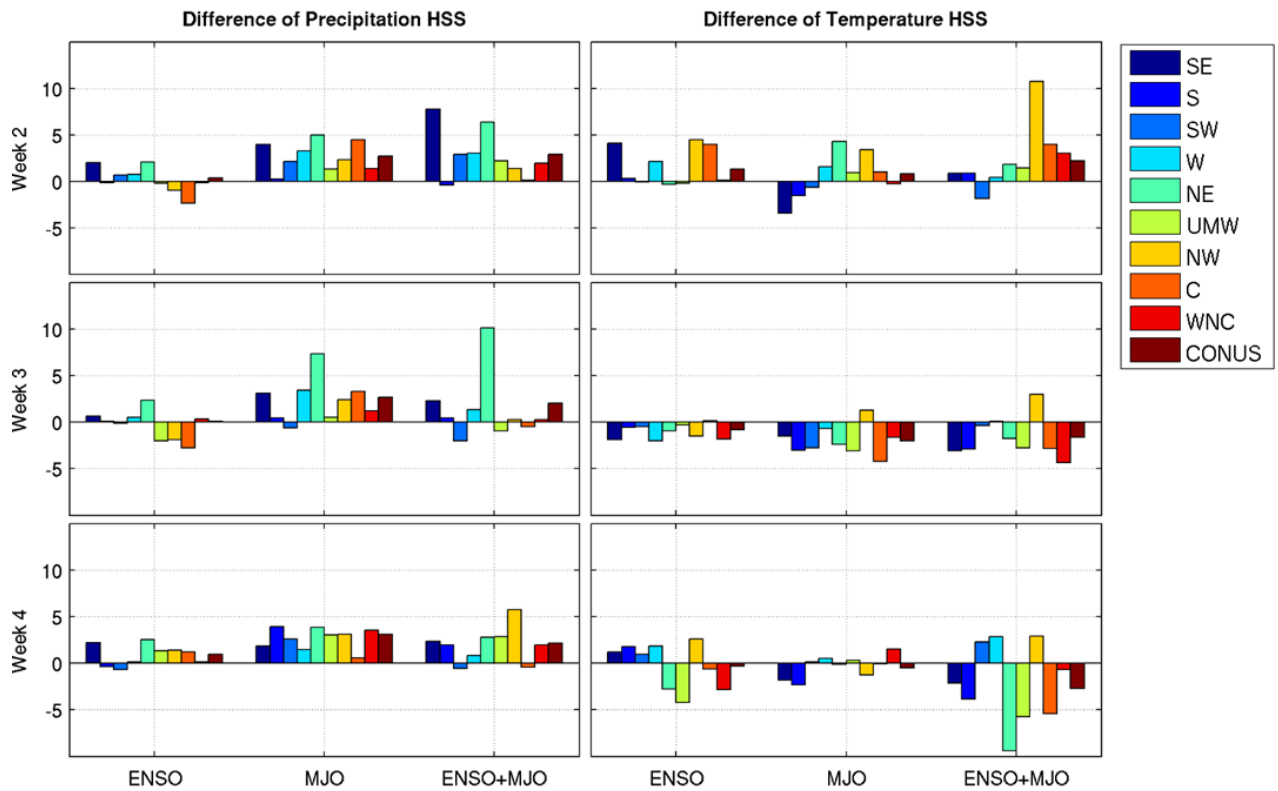 Difference of Precipitation HSS
Difference of Temperature HSS
Week 2
10
5
0
-5
Week 3
10
5
0
-5
Week 4
10
5
0
-5
ENSO
MJO
ENSO+MJO
ENSO
MJO
ENSO+MJO
SE
S
SW
W
NE
UMW
NW
C
WNC
CONUS